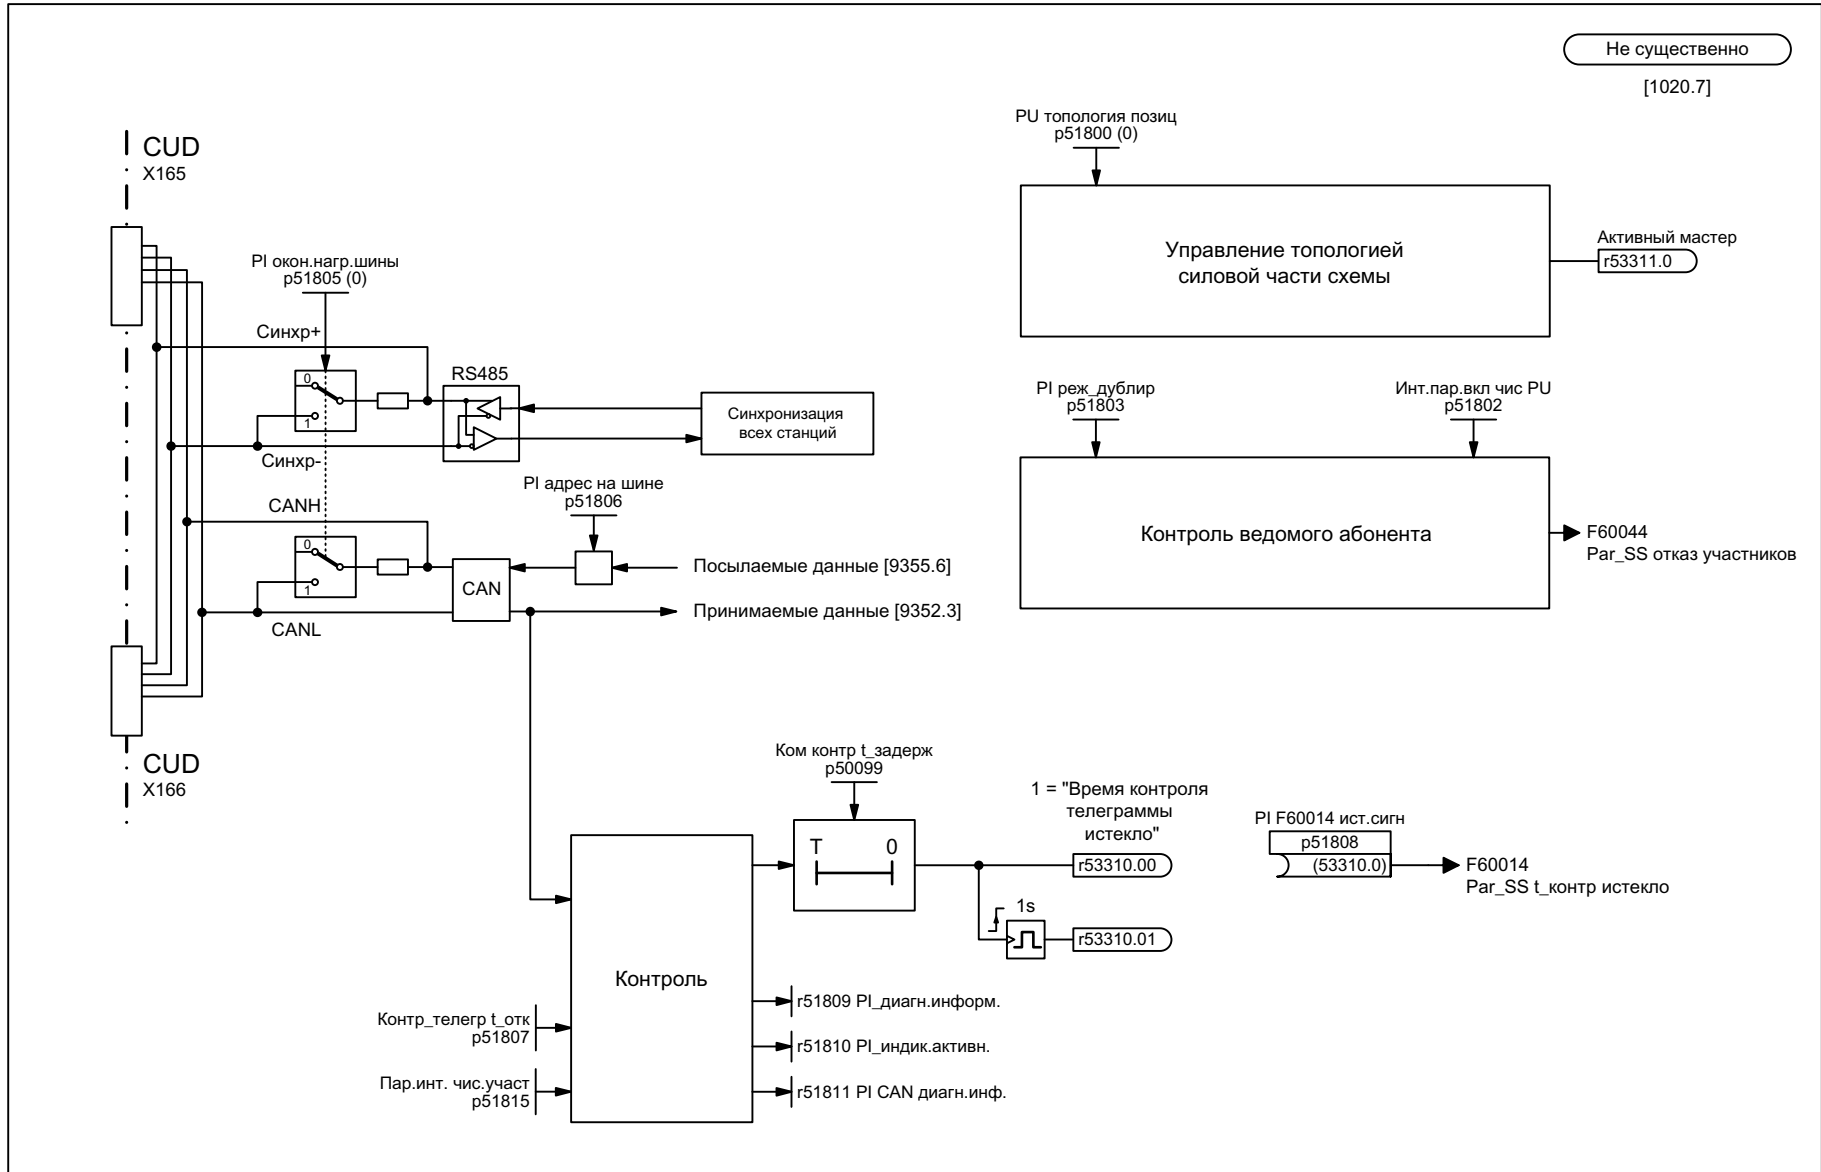 Не существенно
[1020.7]
CUD
X165
PI окон.нагр.шины
p51805 (0)
Синхр+
0
1
Синхр-
RS485
Синхронизация
всех станций
CANH
0
1
CANL
PI адрес на шине
p51806
CAN
Посылаемые данные [9355.6]
Принимаемые данные [9352.3]
CUD
X166
PU топология позиц
p51800 (0)
Управление топологией
силовой части схемы
Активный мастер
r53311.0
PI реж_дублир
p51803
Инт.пар.вкл чис PU
p51802
Контроль ведомого абонента
F60044
Par_SS отказ участников
Ком контр t_задерж
p50099
T 0
1 = "Время контроля
телеграммы
истекло"
r53310.00
1s
r53310.01
PI F60014 ист.сигн
p51808
(53310.0)
F60014
Par_SS t_контр истекло
Контроль
Контр_телегр t_отк
p51807
Пар.инт. чис.участ
p51815
r51809 PI_диагн.информ.
r51810 PI_индик.активн.
r51811 PI CAN диагн.инф.